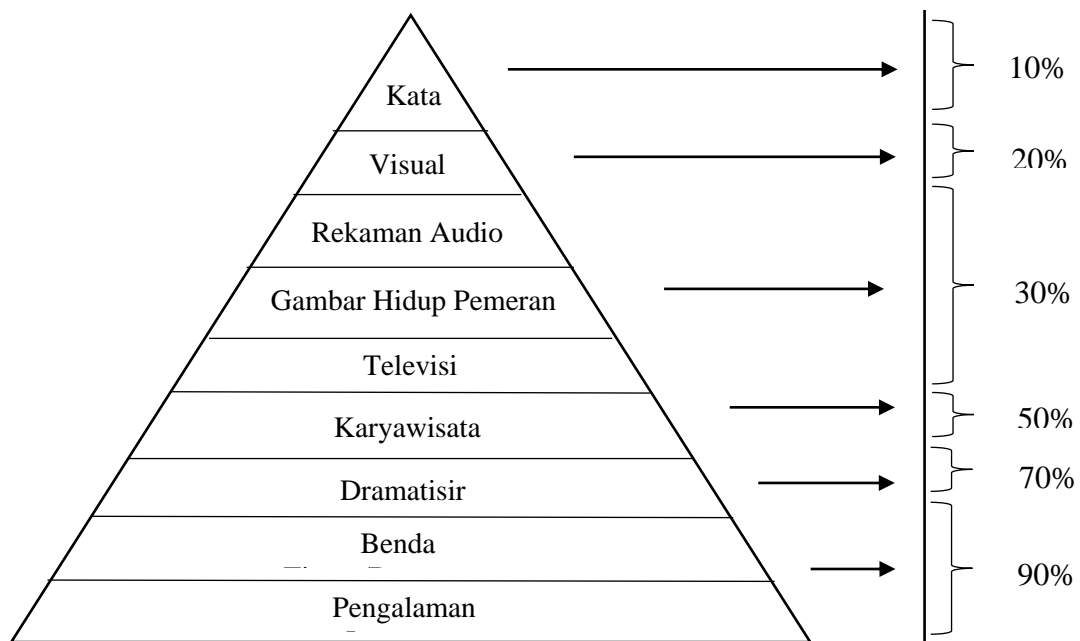 Kata
10%
Visual
20%
Rekaman Audio
Gambar Hidup Pemeran
30%
Televisi
Karyawisata
50%
Dramatisir
70%
Benda
90%
Pengalaman